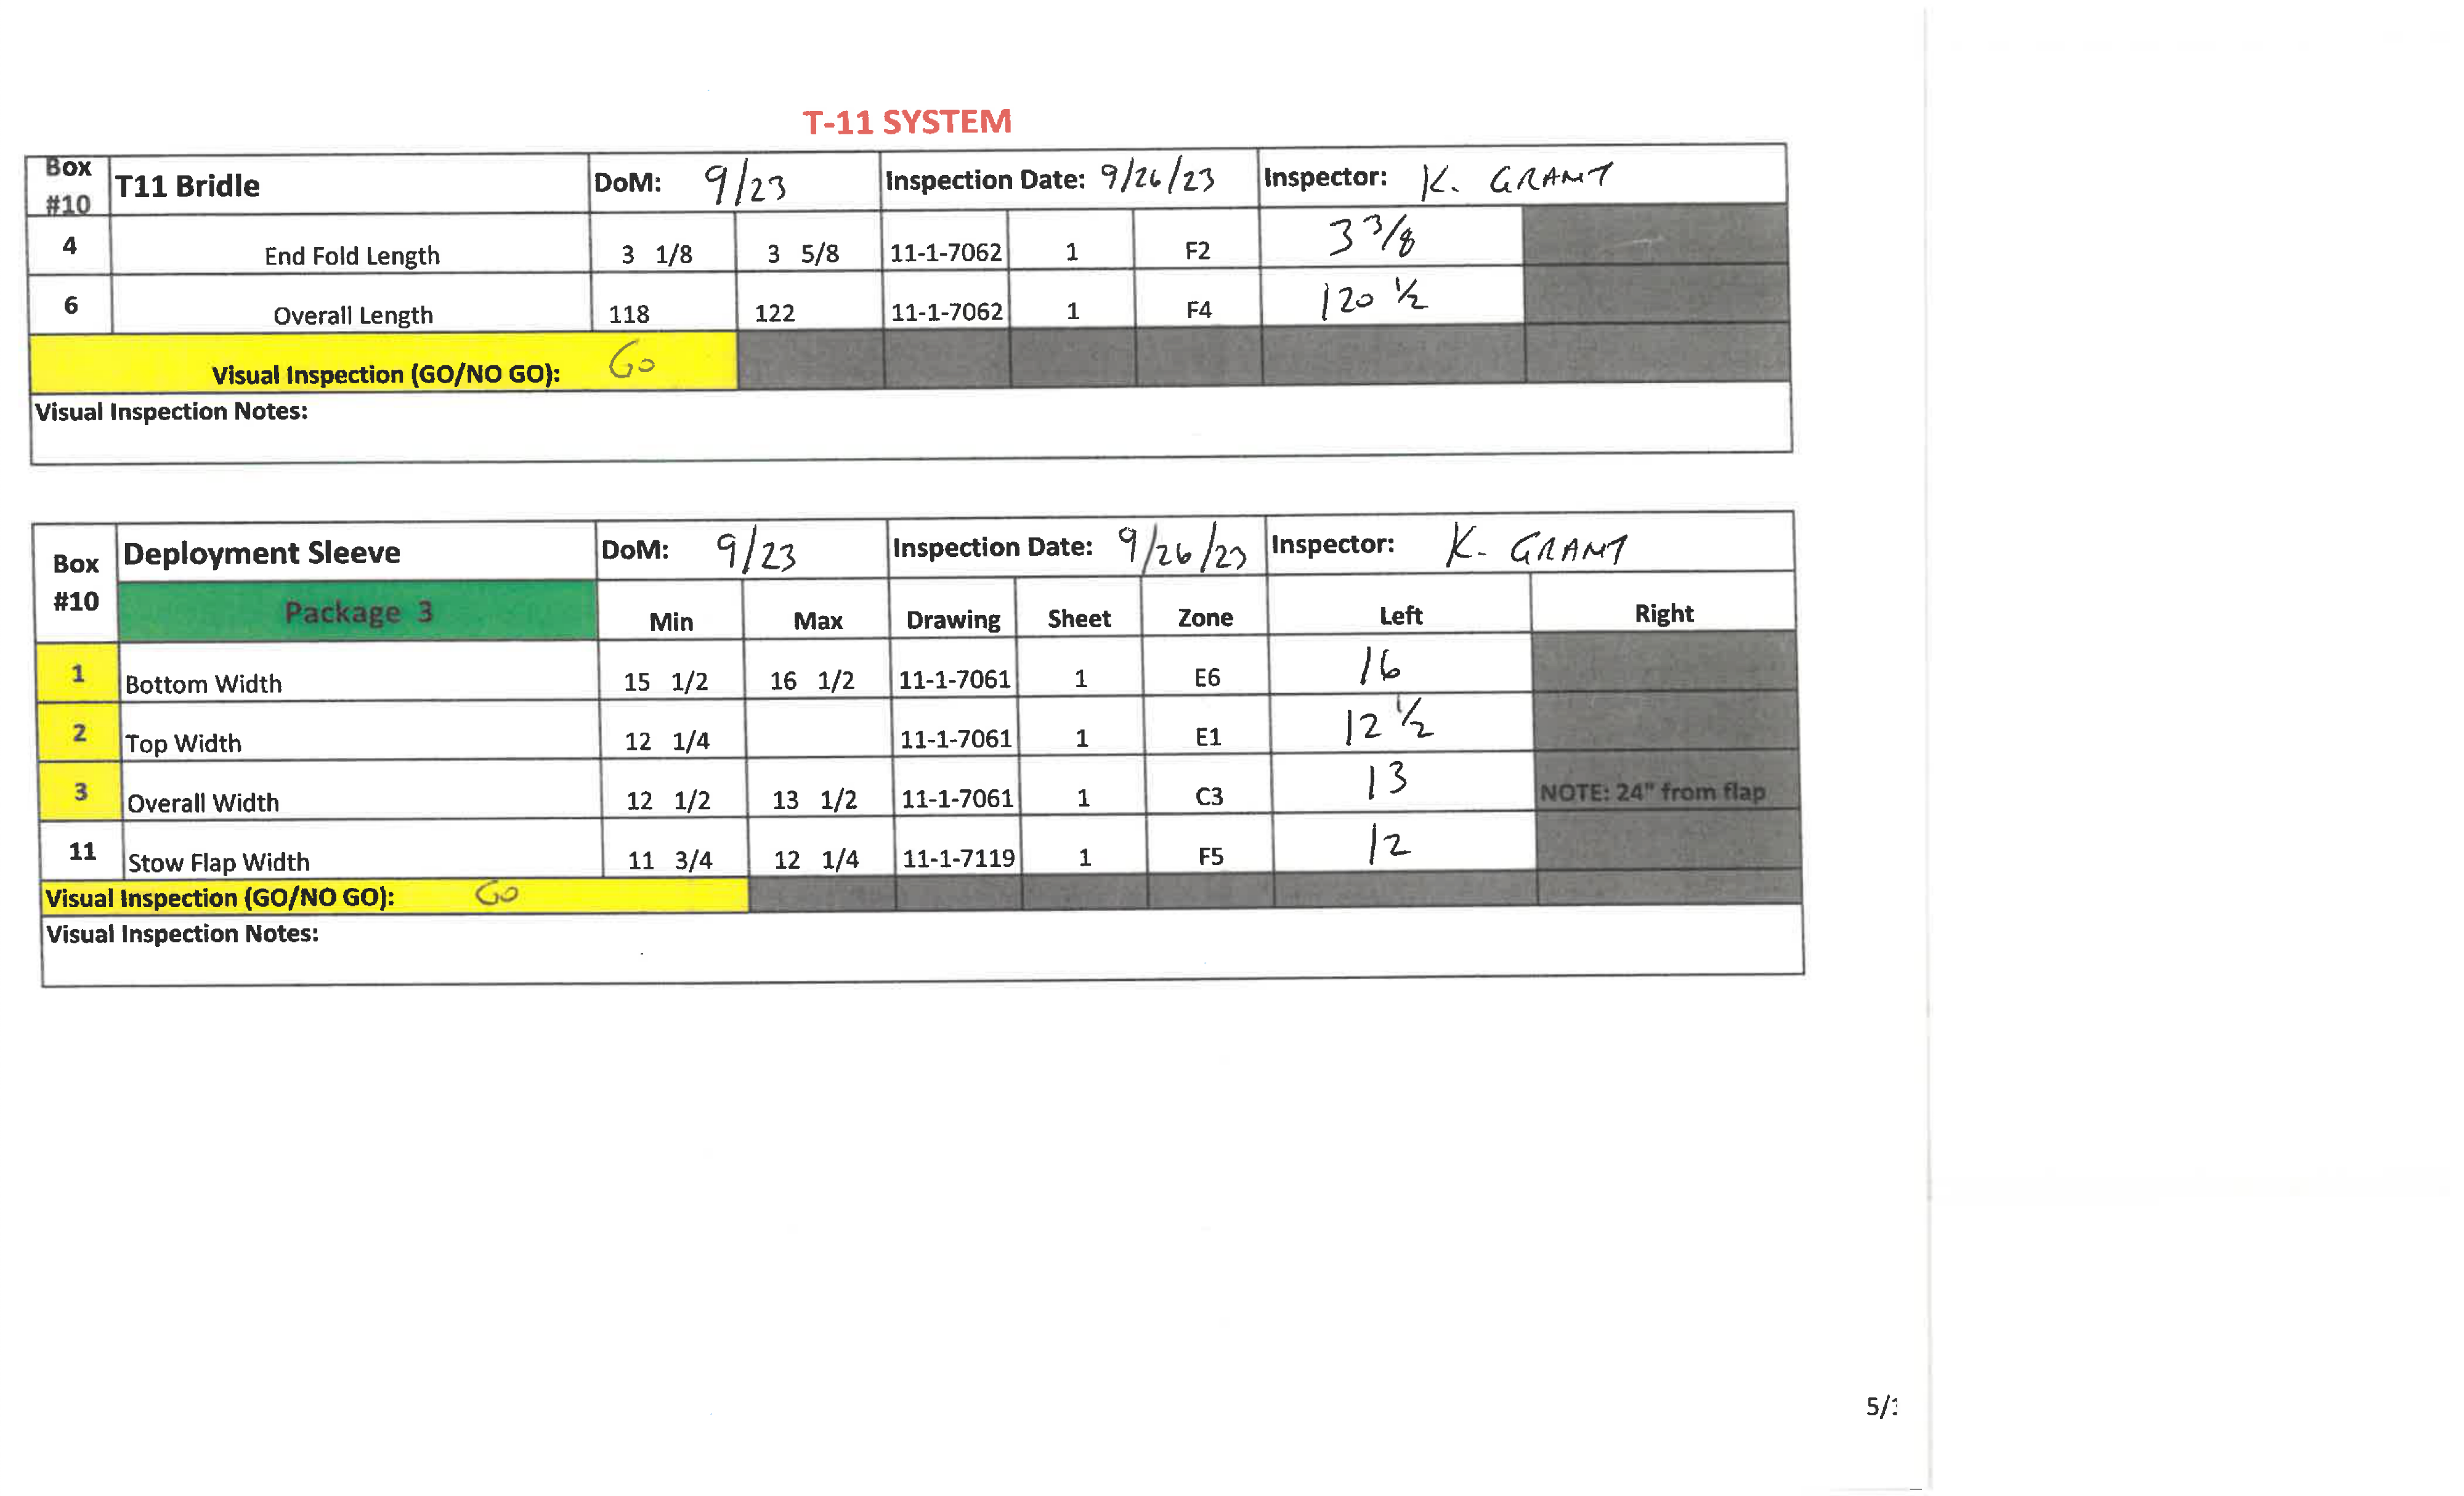 T-11 SYSTEM
Box #10 T11 Bridle DoM: 9/23 Inspection Date: 9/26/23 Inspector: K. GRANT
4 End Fold Length 3 1/8 3 5/8 11-1-7062 1 F2 3 3/8
6 Overall Length 118 122 11-1-7062 1 F4 120 1/2
Visual Inspection (GO/NO GO): GO
Visual Inspection Notes:
Box #10 Deployment Sleeve DoM: 9/23 Inspection Date: 9/26/23 Inspector: K. GRANT
Package 3 Min Max Drawing Sheet Zone Left Right
1 Bottom Width 15 1/2 16 1/2 11-1-7061 1 E6 16
2 Top Width 12 1/4 11-1-7061 1 E1 12 1/2
3 Overall Width 12 1/2 13 1/2 11-1-7061 1 C3 13 NOTE: 24" from flap
11 Stow Flap Width 11 3/4 12 1/4 11-1-7119 1 F5 12
Visual Inspection (GO/NO GO): GO
Visual Inspection Notes: